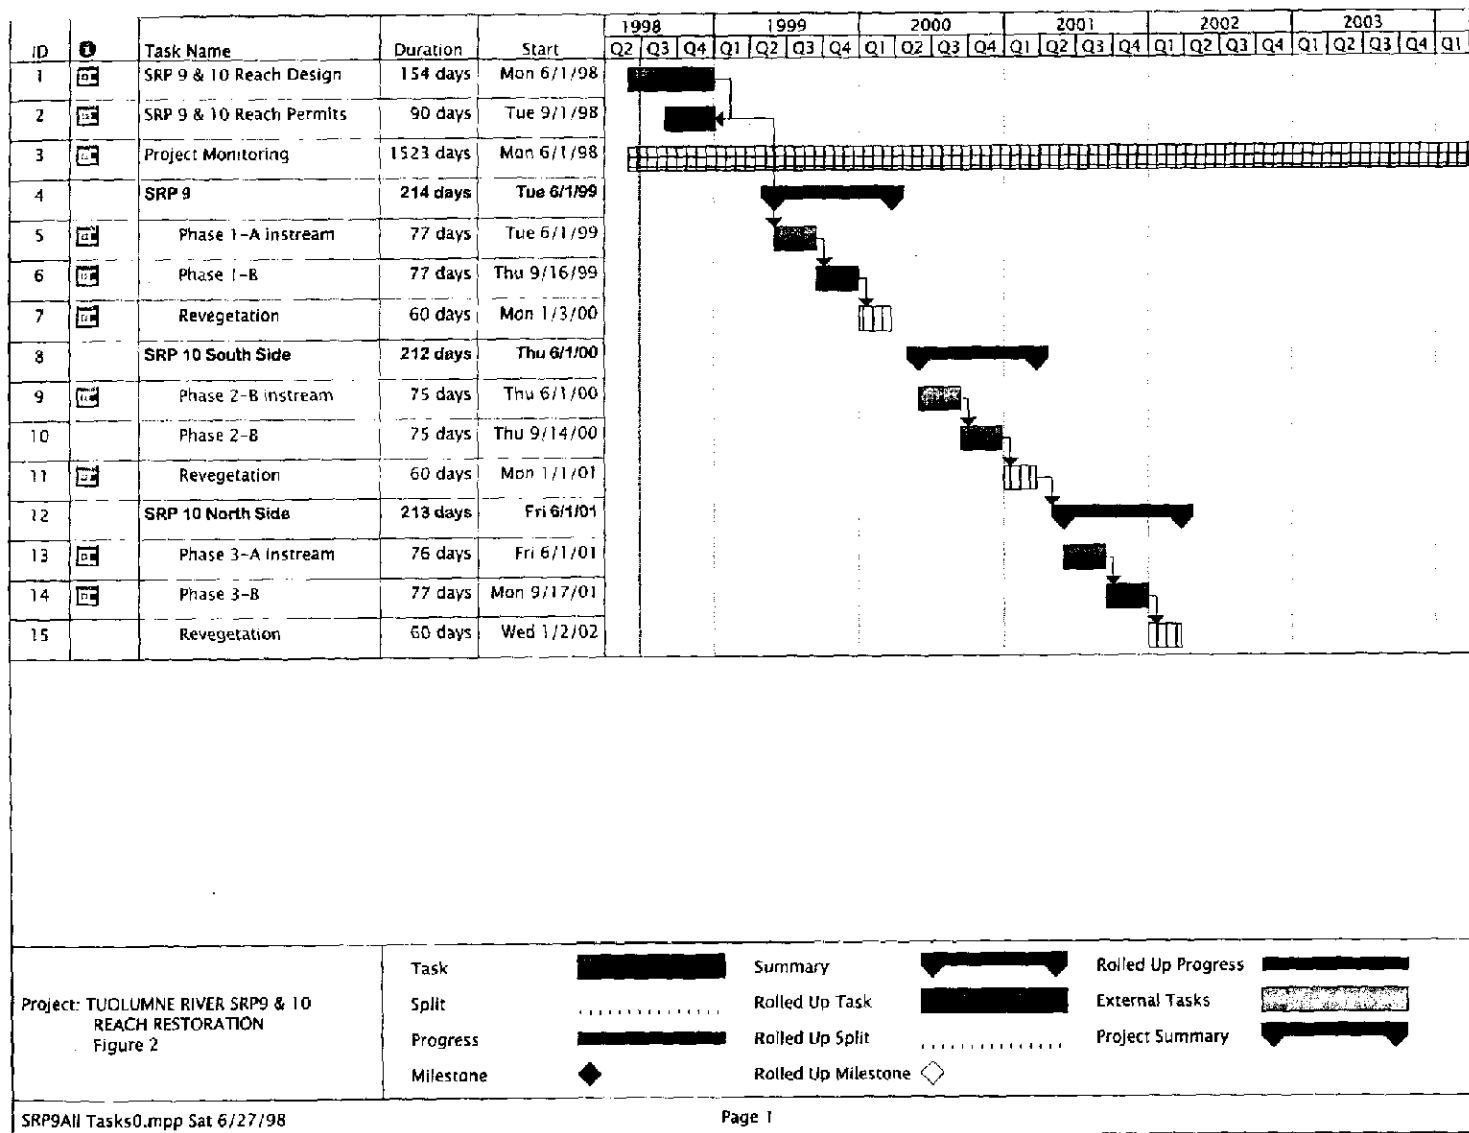 1998 1999 2000 2001 2002 2003
ID Task Name Duration Start Q2 Q3 Q4 Q1 Q2 Q3 Q4 Q1 Q2 Q3 Q4 Q1 Q2 Q3 Q4 Q1 Q2 Q3 Q4 Q1 Q2 Q3 Q4 Q1
1 SRP 9 & 10 Reach Design 154 days Mon 6/1/98
2 SRP 9 & 10 Reach Permits 90 days Tue 9/1/98
3 Project Monitoring 1523 days Mon 6/1/98
4 SRP 9 214 days Tue 6/1/99
5 Phase 1-A instream 77 days Tue 6/1/99
6 Phase 1-B 77 days Thu 9/16/99
7 Revegetation 60 days Mon 1/3/00
8 SRP 10 South Side 212 days Thu 6/1/00
9 Phase 2-B instream 75 days Thu 6/1/00
10 Phase 2-B 75 days Thu 9/14/00
11 Revegetation 60 days Mon 1/1/01
12 SRP 10 North Side 213 days Fri 6/1/01
13 Phase 3-A instream 76 days Fri 6/1/01
14 Phase 3-B 77 days Mon 9/17/01
15 Revegetation 60 days Wed 1/2/02
Project: TUOLUMNE RIVER SRP9 & 10
REACH RESTORATION
Figure 2
Task Summary Rolled Up Progress
Split Rolled Up Task External Tasks
Progress Rolled Up Split Project Summary
Milestone Rolled Up Milestone
SRP9All Tasks0.mpp Sat 6/27/98 Page 1